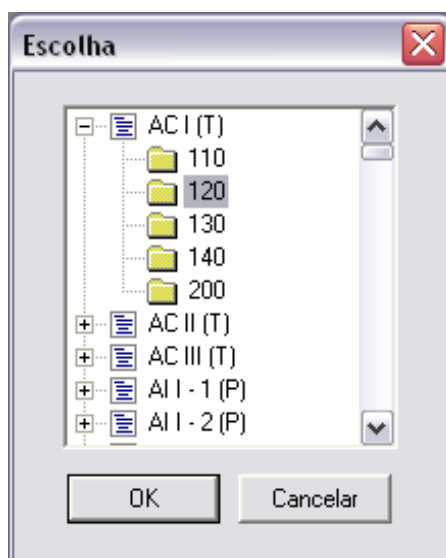 Escolha
AC I (T)
110
120
130
140
200
AC II (T)
AC III (T)
AI I - 1 (P)
AI I - 2 (P)
OK Cancelar